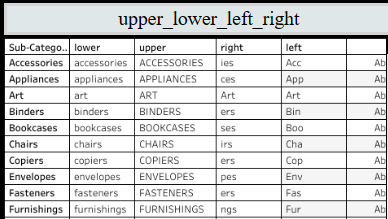 upper_lower_left_right
Sub-Catego.. lower upper right left
Accessories accessories ACCESSORIES ies Acc Ab
Appliances appliances APPLIANCES ces App Ab
Art art ART Art Art Ab
Binders binders BINDERS ers Bin Ab
Bookcases bookcases BOOKCASES ses Boo Ab
Chairs chairs CHAIRS irs Cha Ab
Copiers copiers COPIERS ers Cop Ab
Envelopes envelopes ENVELOPES pes Env Ab
Fasteners fasteners FASTENERS ers Fas Ab
Furnishings furnishings FURNISHINGS ngs Fur Ab